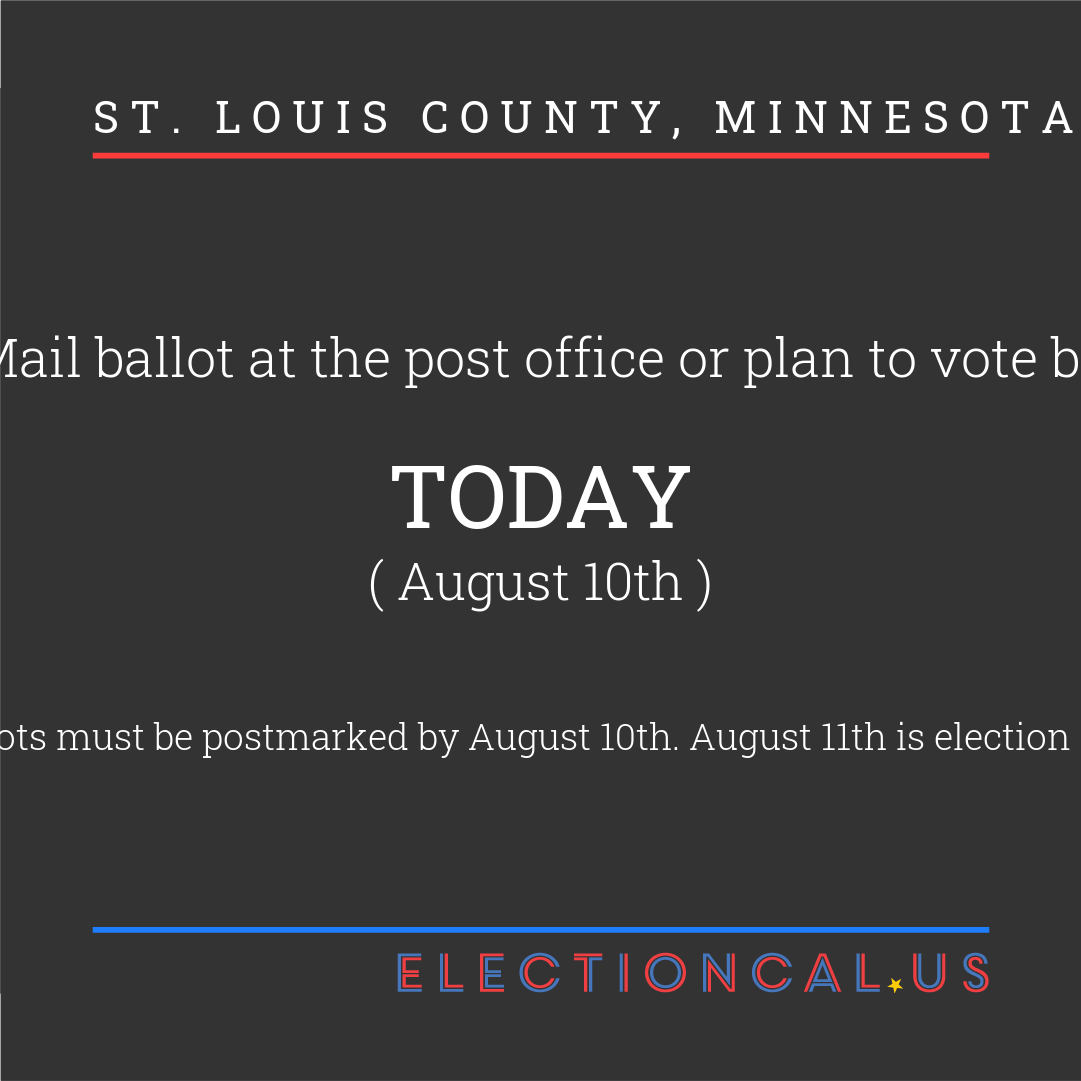 ST. LOUIS COUNTY, MINNESOTA
Mail ballot at the post office or plan to vote b
TODAY
( August 10th )
ots must be postmarked by August 10th. August 11th is election
ELECTIONCAL.US